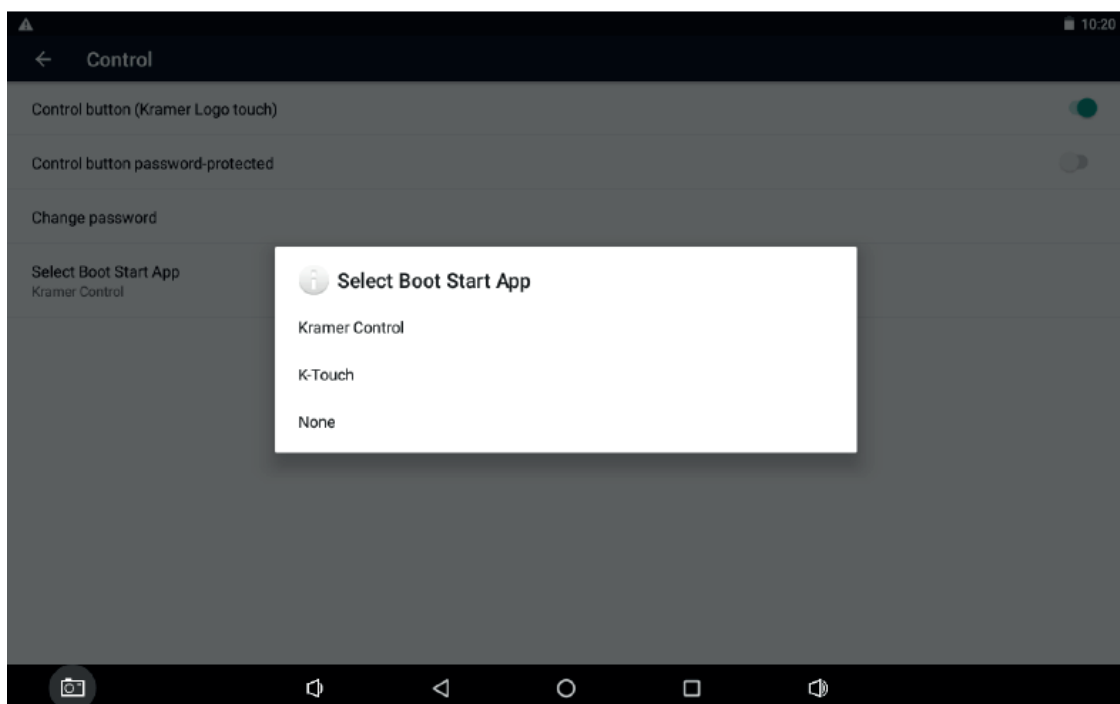 10:20
Control
Control button (Kramer Logo touch)
Control button password-protected
Change password
Select Boot Start App
Kramer Control
Select Boot Start App
Kramer Control
K-Touch
None